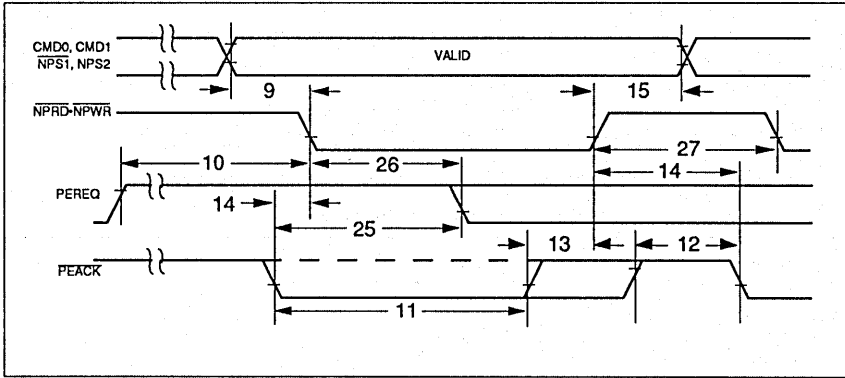 CMD0, CMD1
NPS1, NPS2
VALID
9
15
NPRD•NPWR
10
26
27
14
PEREQ
14
25
13
12
PEACK
11